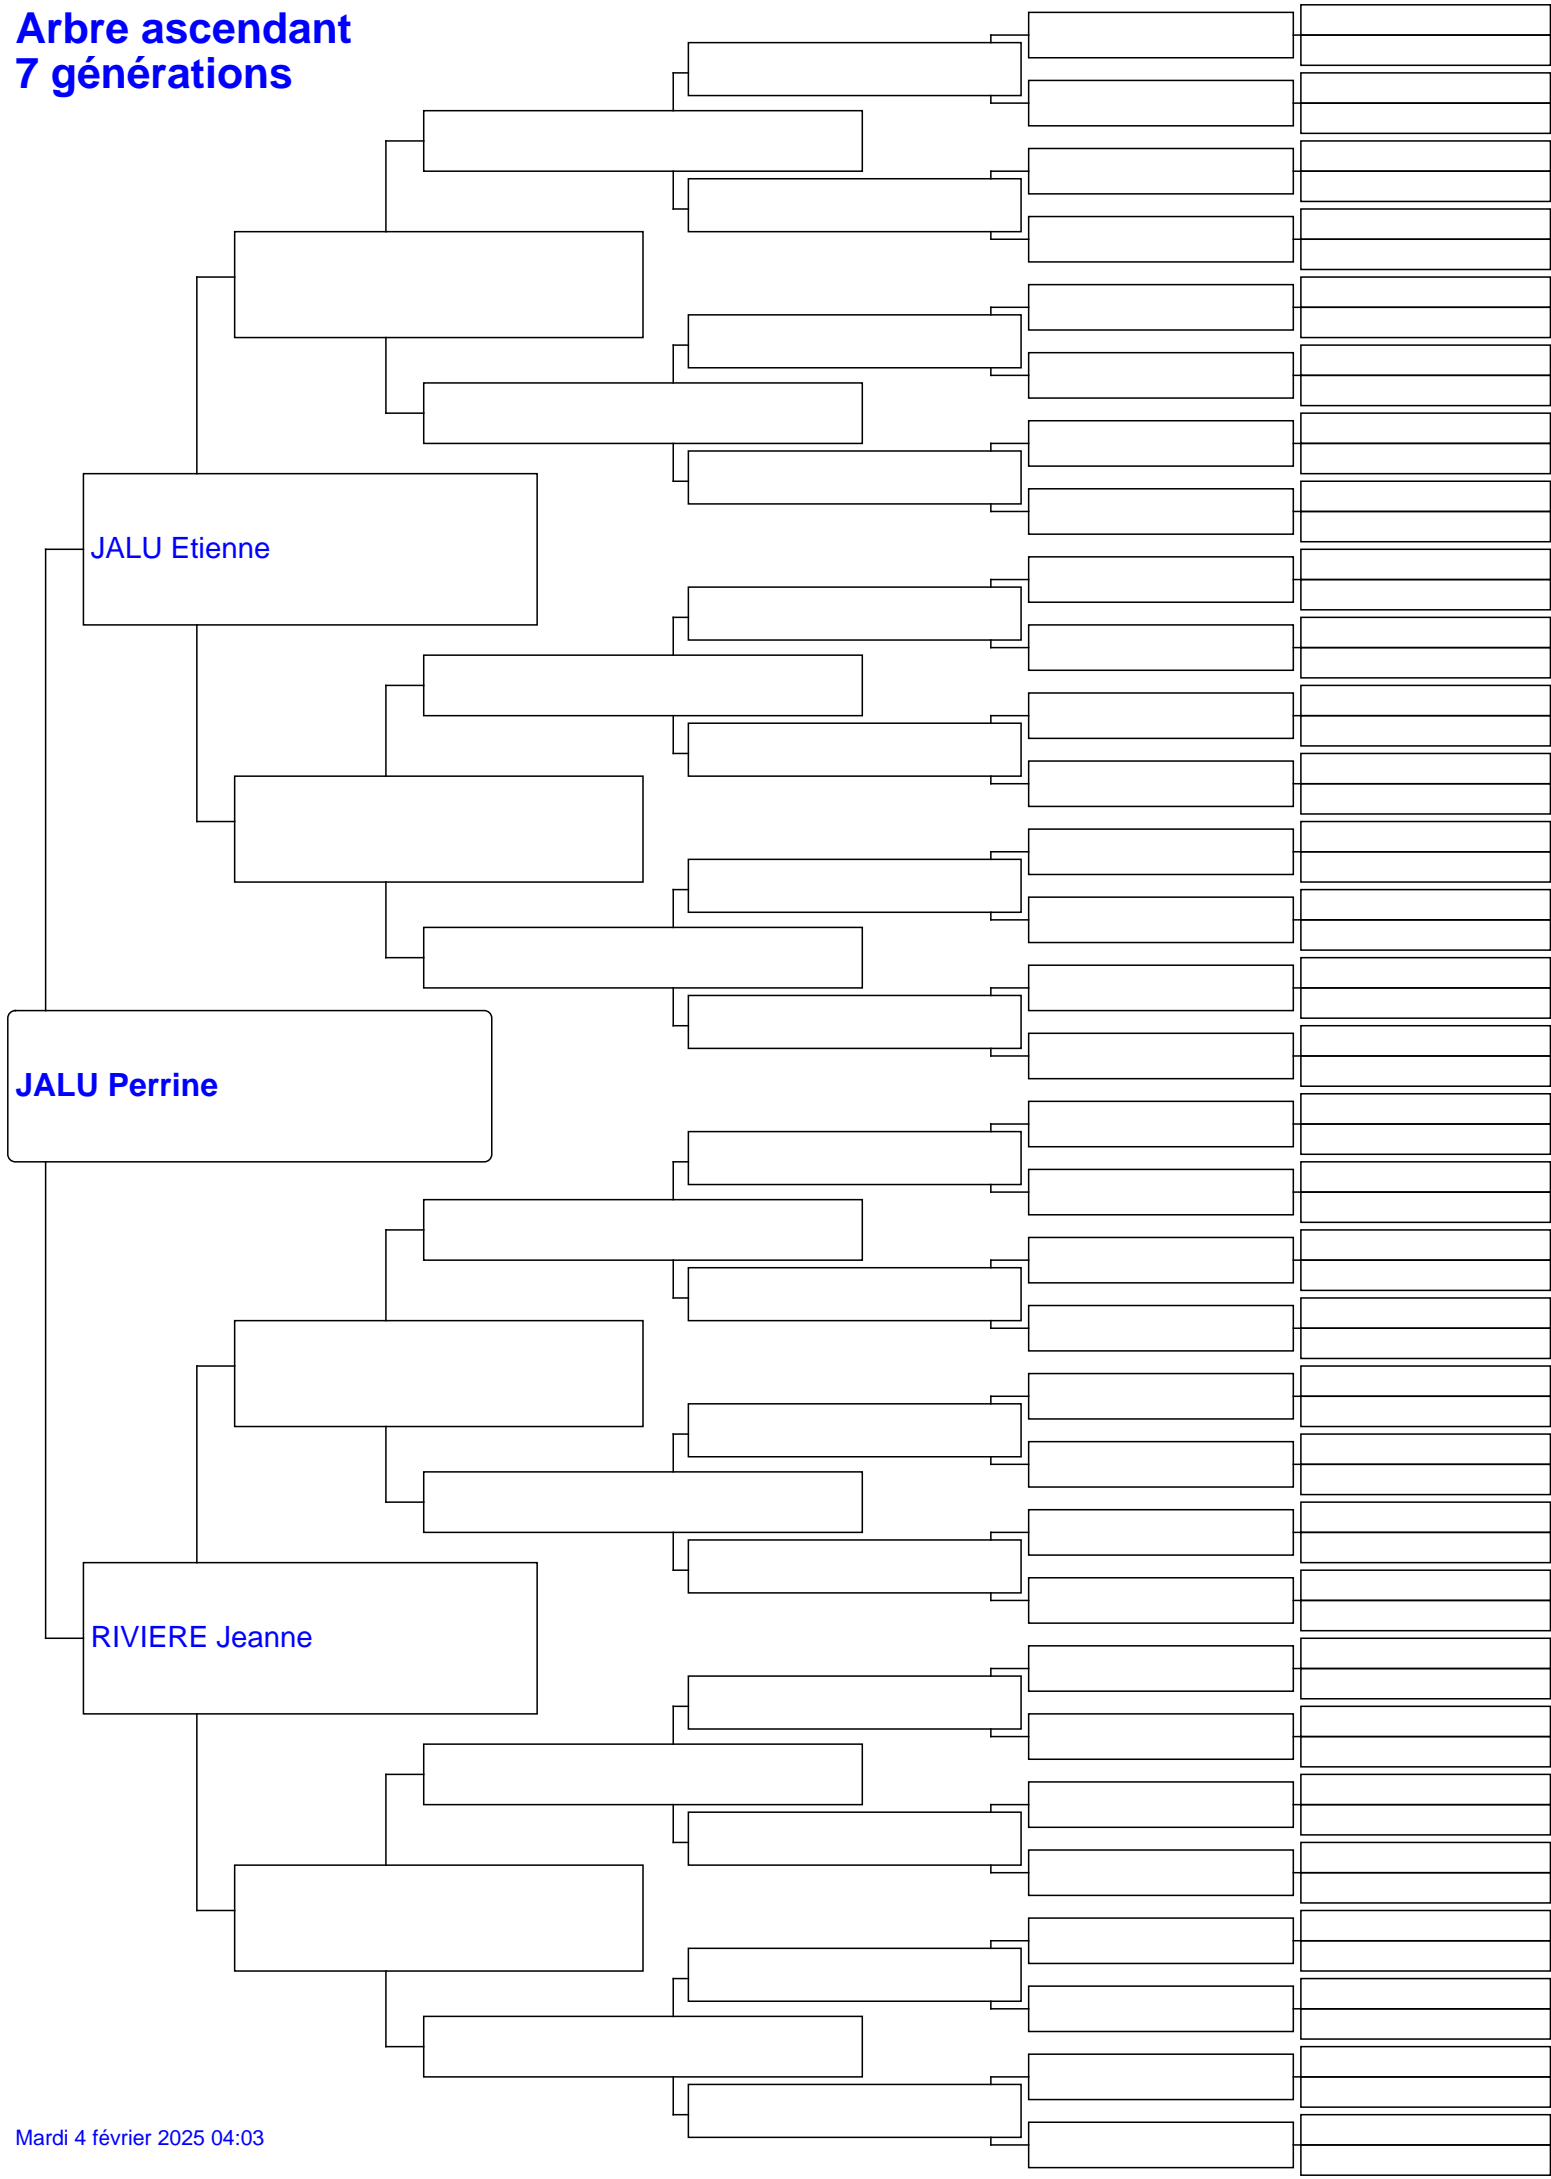 Arbre ascendant
7 générations
JALU Etienne
JALU Perrine
RIVIERE Jeanne
Mardi 4 février 2025 04:03